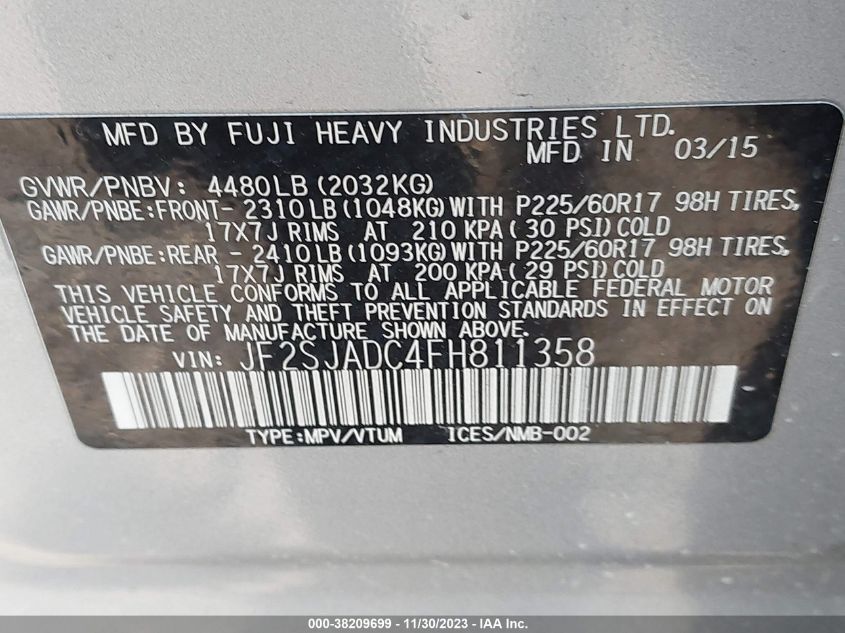 MFD BY FUJI HEAVY INDUSTRIES LTD.
MFD IN 03/15
GVWR/PNBV: 4480LB(2032KG)
GAWR/PNBE:FRONT- 2310LB(1048KG)WITH P225/60R17 98H TIRES,
17X7J RIMS AT 210 KPA(30 PSI)COLD
GAWR/PNBE:REAR - 2410LB(1093KG)WITH P225/60R17 98H TIRES,
17X7J RIMS AT 200 KPA(29 PSI)COLD
THIS VEHICLE CONFORMS TO ALL APPLICABLE FEDERAL MOTOR
VEHICLE SAFETY AND THEFT PREVENTION STANDARDS IN EFFECT ON
THE DATE OF MANUFACTURE SHOWN ABOVE.
VIN: JF2SJADC4FH811358
TYPE:MPV/VTUM ICES/NMB-002
000-38209699 - 11/30/2023 - IAA Inc.